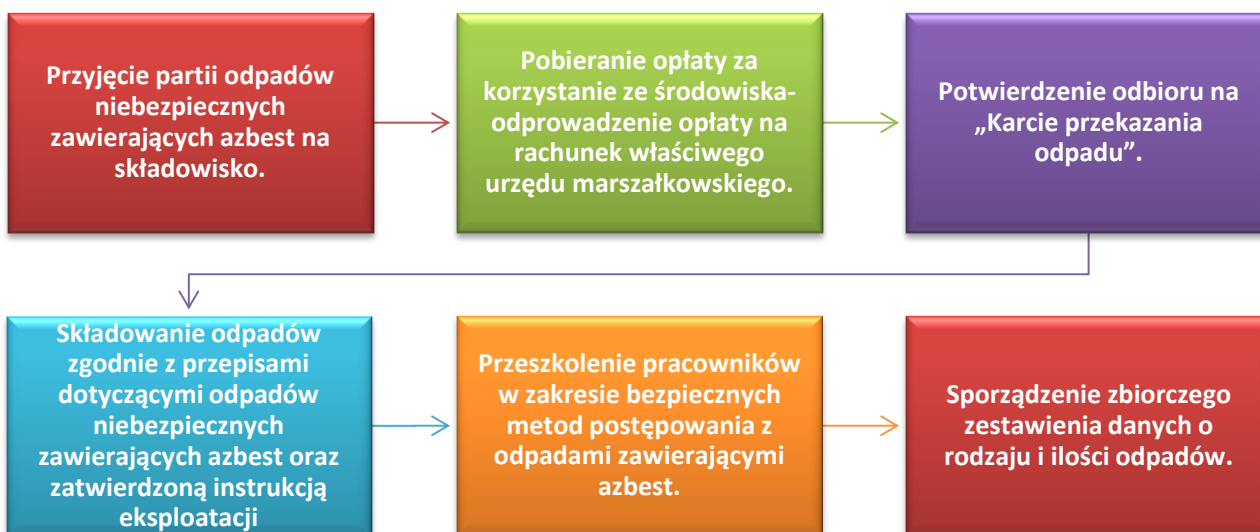 Przyjęcie partii odpadów
niebezpiecznych
zawierających azbest na
składowisko.
Pobieranie opłaty za
korzystanie ze środowiska-
odprowadzenie opłaty na
rachunek właściwego
urzędu marszałkowskiego.
Potwierdzenie odbioru na
„Karcie przekazania
odpadu”.
Składowanie odpadów
zgodnie z przepisami
dotyczącymi odpadów
niebezpiecznych
zawierających azbest oraz
zatwierdzoną instrukcją
eksploatacji
Przeszkolenie pracowników
w zakresie bezpiecznych
metod postępowania z
odpadami zawierającymi
azbest.
Sporządzenie zbiorczego
zestawienia danych o
rodzaju i ilości odpadów.